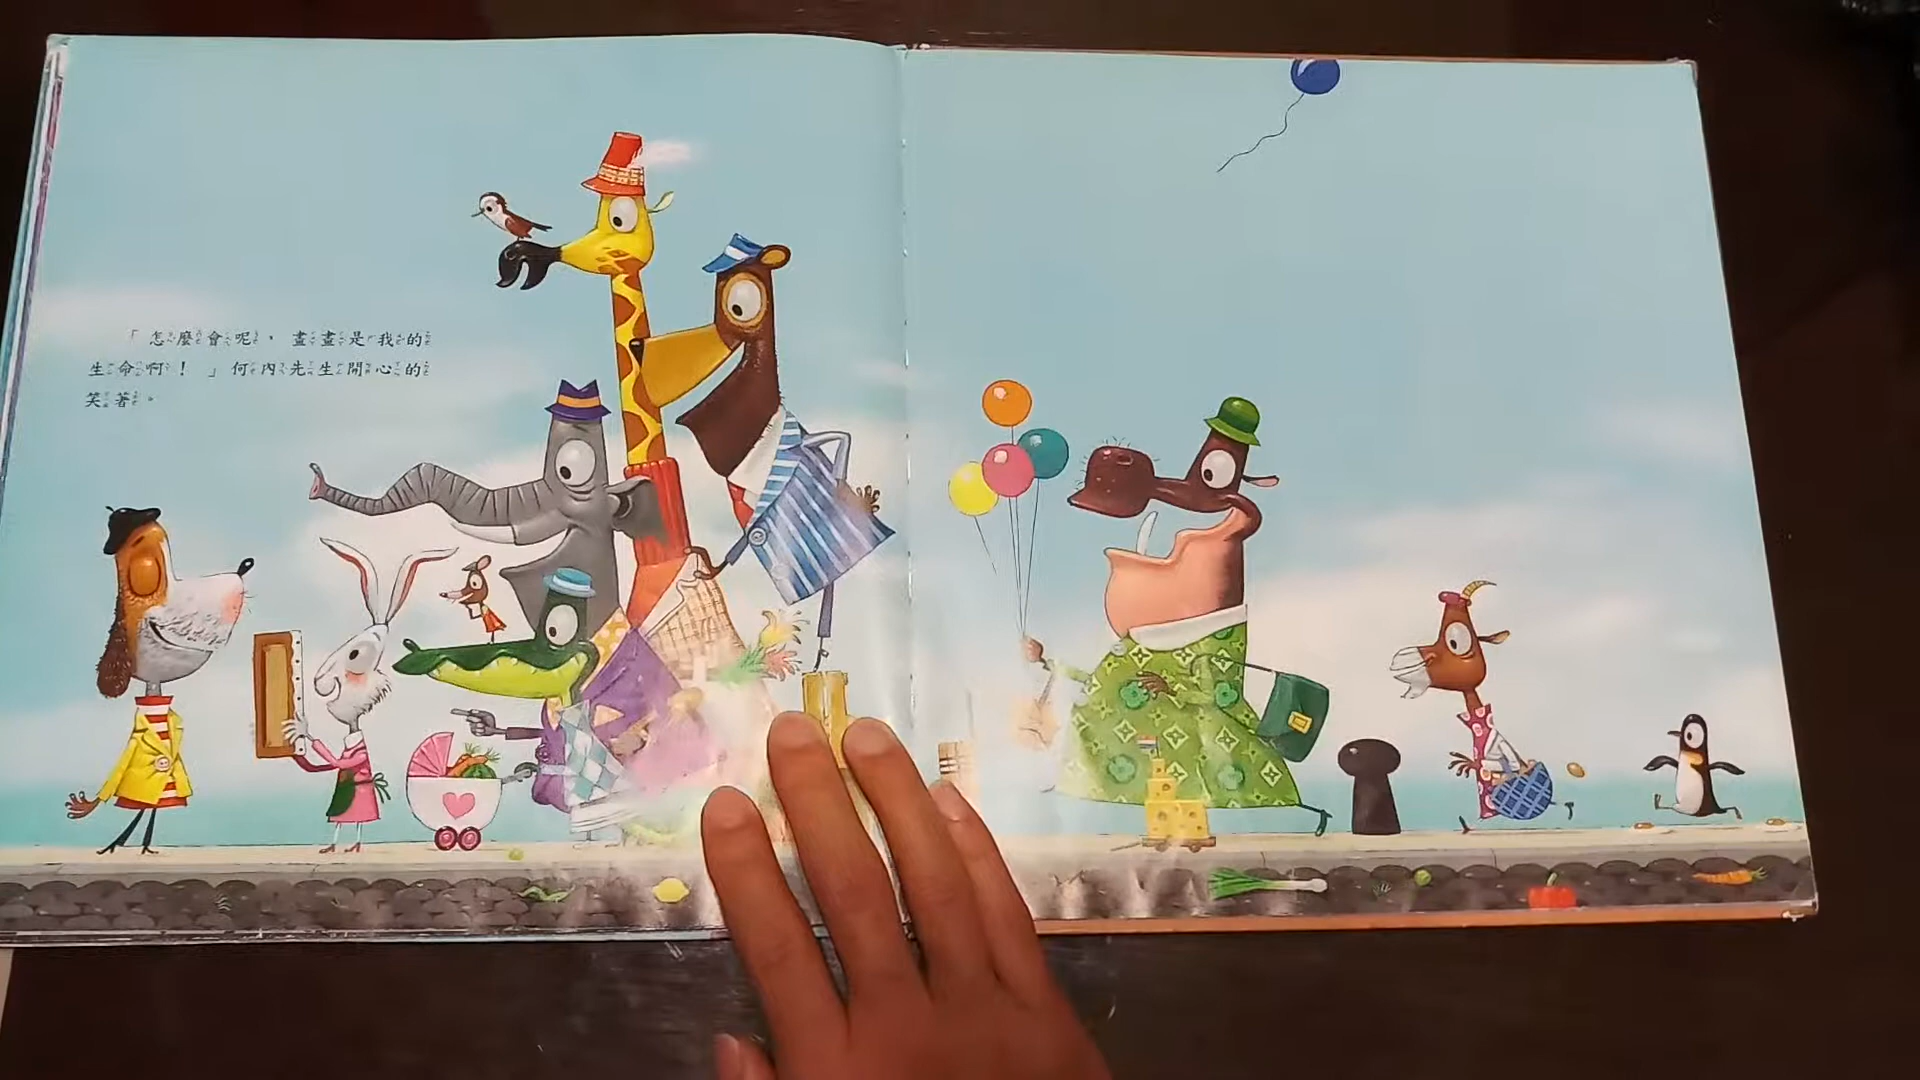 「怎麼會呢，畫畫是我的
生命啊！」何內先生開心的
笑著。